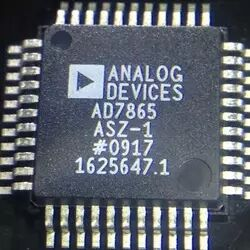 ANALOG
DEVICES
AD7865
ASZ-1
#0917
1625647.1